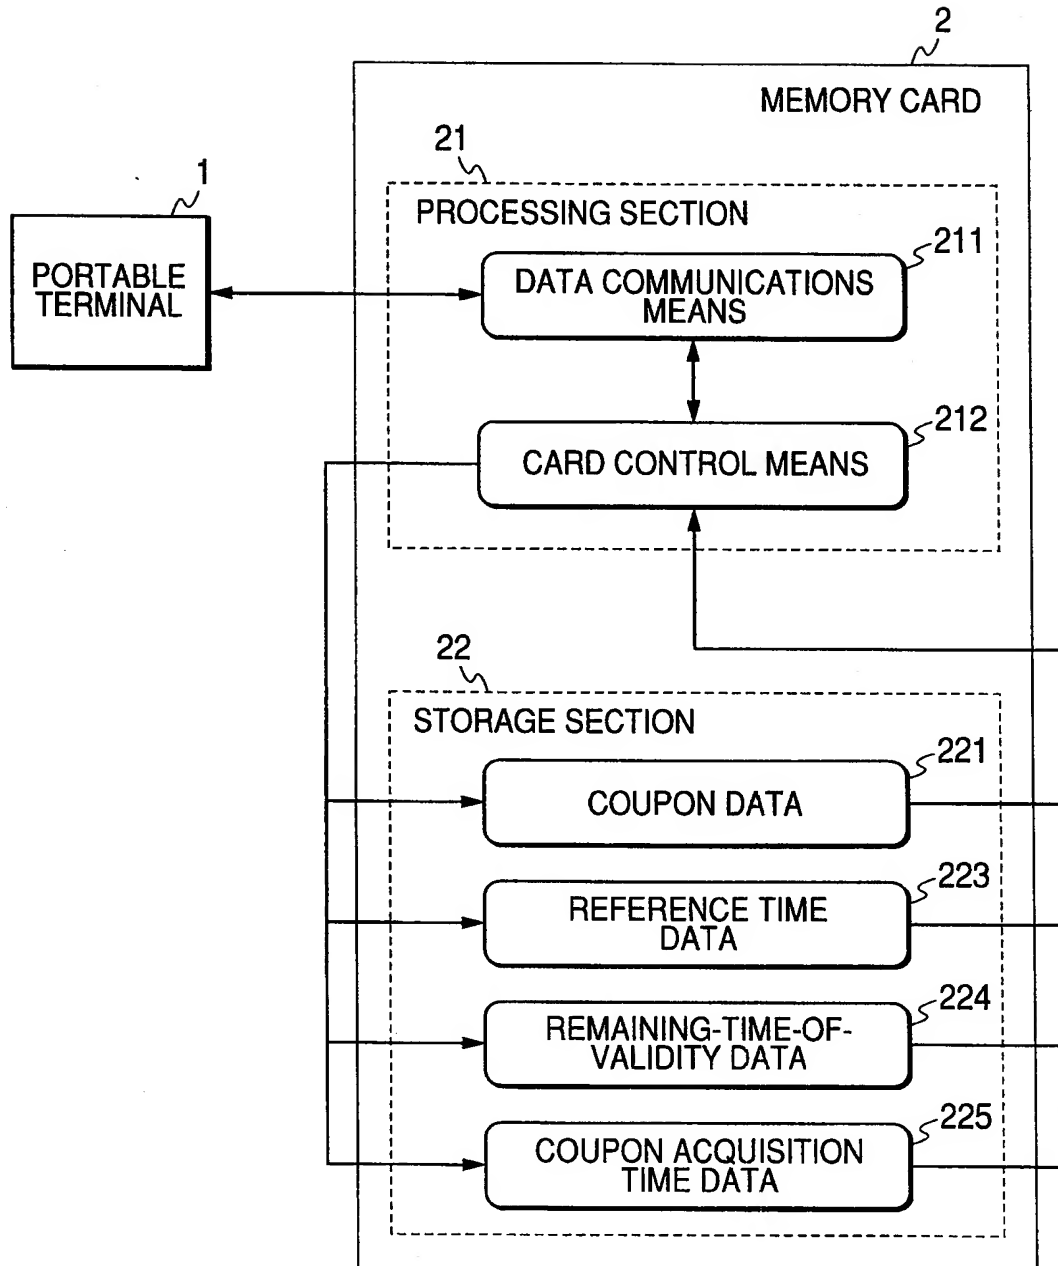 2
MEMORY CARD
21
1
PROCESSING SECTION
211
PORTABLE
TERMINAL
DATA COMMUNICATIONS
MEANS
212
CARD CONTROL MEANS
22
STORAGE SECTION
221
COUPON DATA
223
REFERENCE TIME
DATA
224
REMAINING-TIME-OF-
VALIDITY DATA
225
COUPON ACQUISITION
TIME DATA